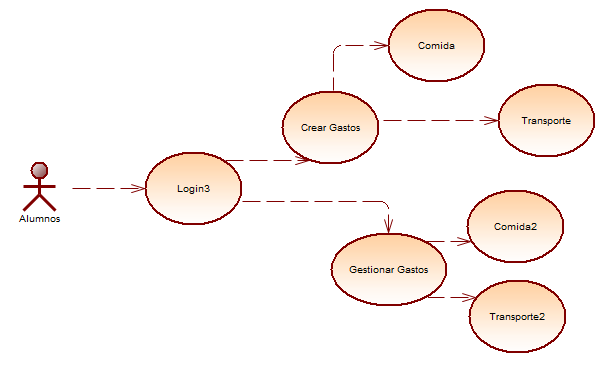 Comida
Crear Gastos
Transporte
Login3
Alumnos
Comida2
Gestionar Gastos
Transporte2